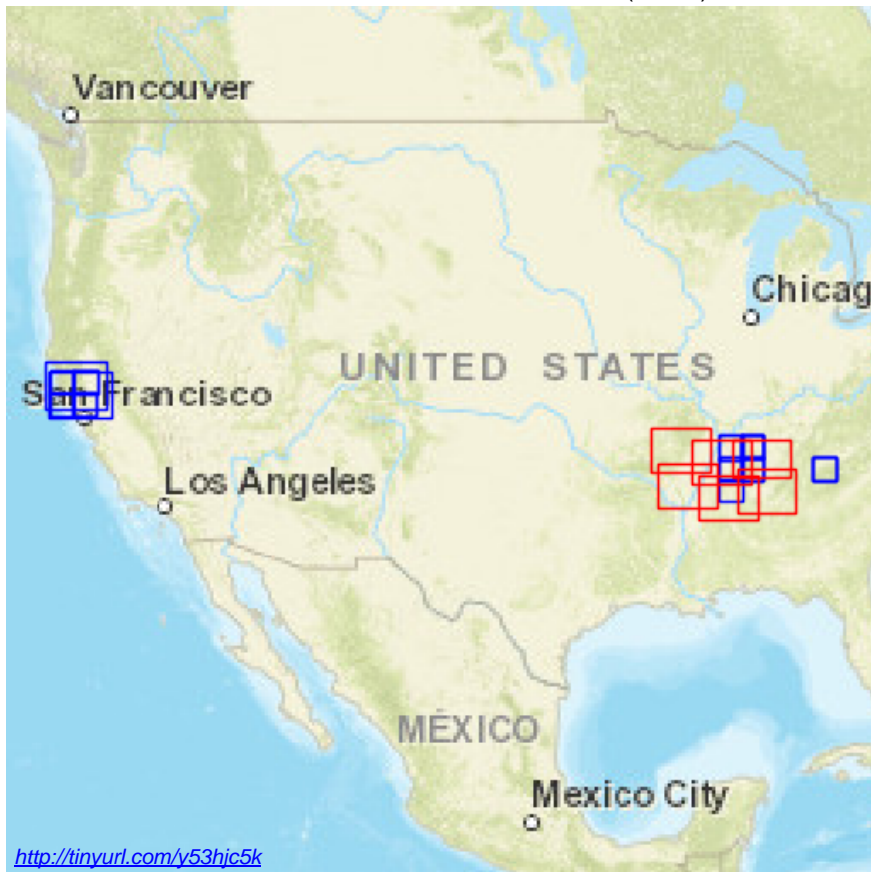 Vancouver
Chicag
UNITED STATES
San Francisco
Los Angeles
MÉXICO
Mexico City
http://tinyurl.com/y53hjc5k